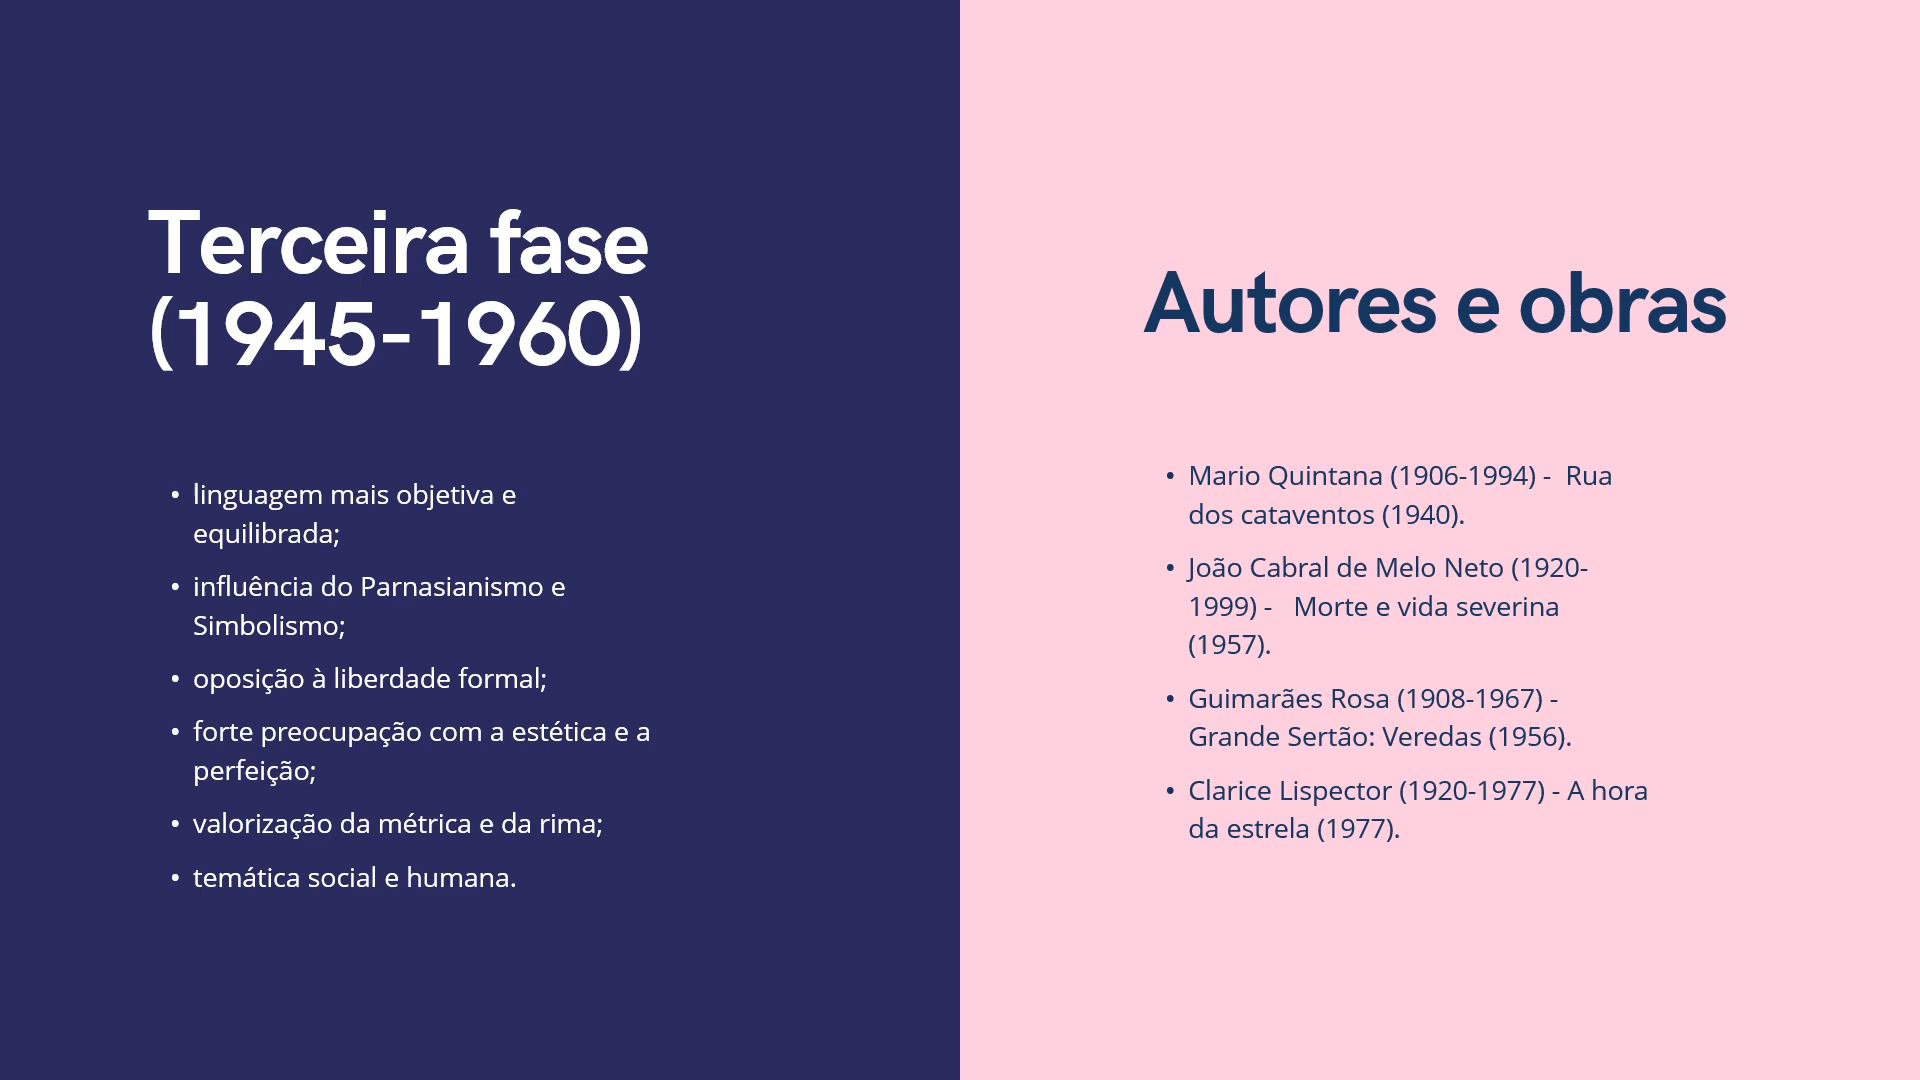 Terceira fase
(1945-1960)
• linguagem mais objetiva e
equilibrada;
• influência do Parnasianismo e
Simbolismo;
• oposição à liberdade formal;
• forte preocupação com a estética e a
perfeição;
• valorização da métrica e da rima;
• temática social e humana.
Autores e obras
• Mario Quintana (1906-1994) -  Rua
dos cataventos (1940).
• João Cabral de Melo Neto (1920-
1999) -   Morte e vida severina
(1957).
• Guimarães Rosa (1908-1967) -
Grande Sertão: Veredas (1956).
• Clarice Lispector (1920-1977) - A hora
da estrela (1977).